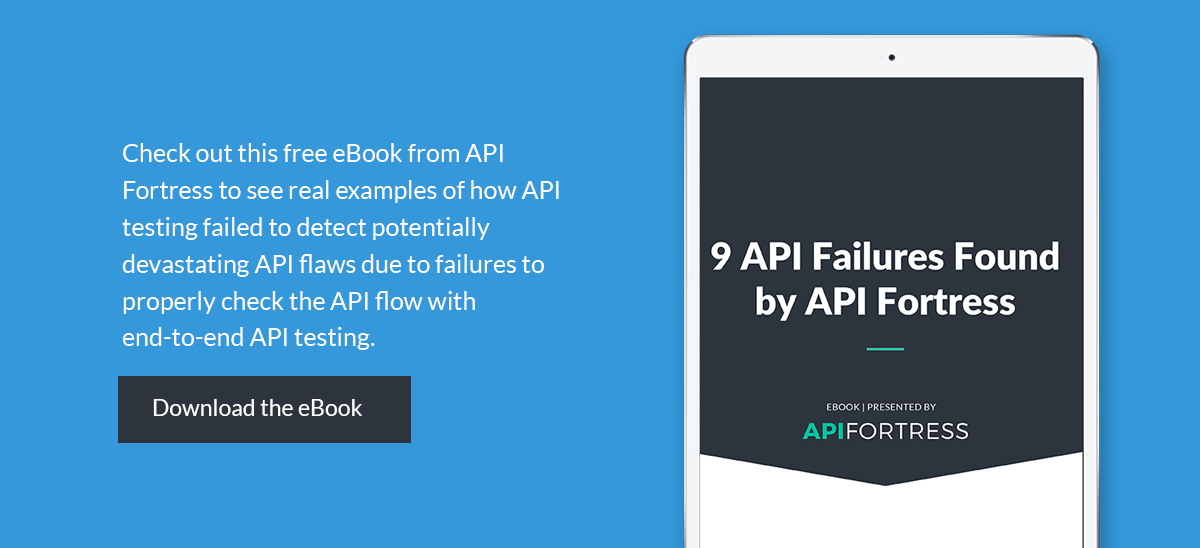 Check out this free eBook from API
Fortress to see real examples of how API
testing failed to detect potentially
devastating API flaws due to failures to
properly check the API flow with
end-to-end API testing.
Download the eBook
9 API Failures Found
by API Fortress
EBOOK | PRESENTED BY
APIFORTRESS